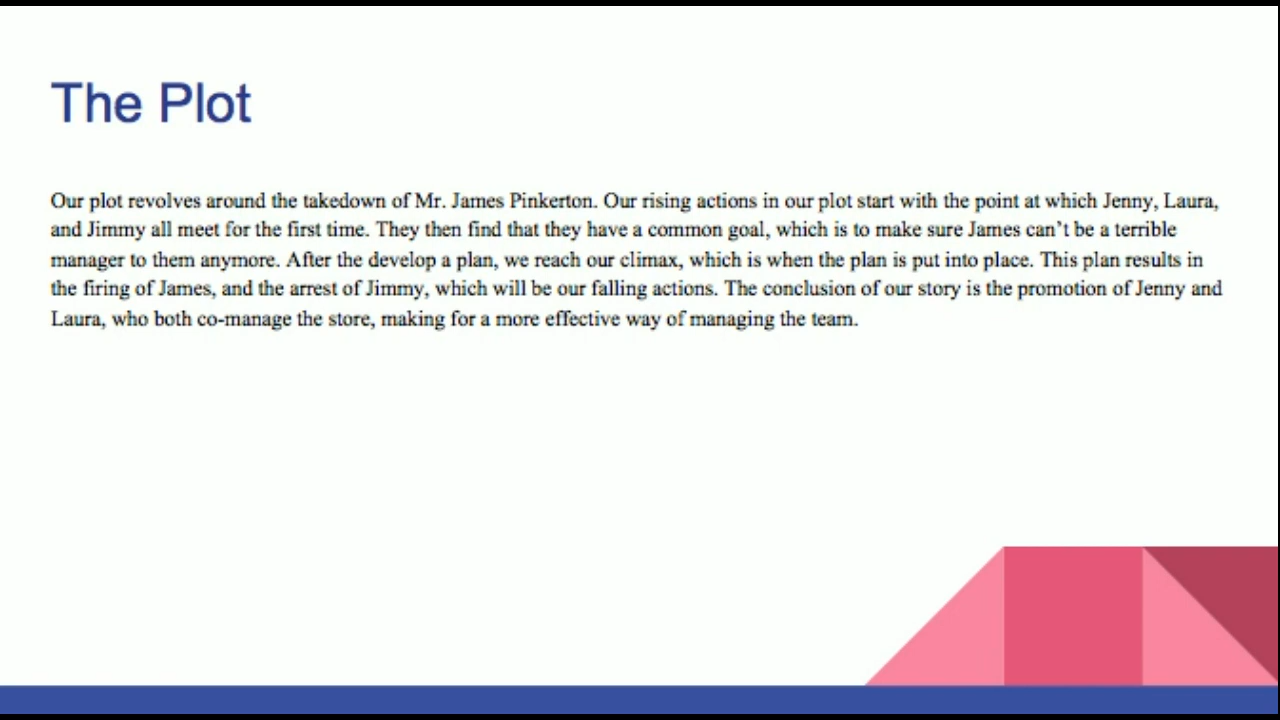 The Plot
Our plot revolves around the takedown of Mr. James Pinkerton. Our rising actions in our plot start with the point at which Jenny, Laura,
and Jimmy all meet for the first time. They then find that they have a common goal, which is to make sure James can’t be a terrible
manager to them anymore. After the develop a plan, we reach our climax, which is when the plan is put into place. This plan results in
the firing of James, and the arrest of Jimmy, which will be our falling actions. The conclusion of our story is the promotion of Jenny and
Laura, who both co-manage the store, making for a more effective way of managing the team.